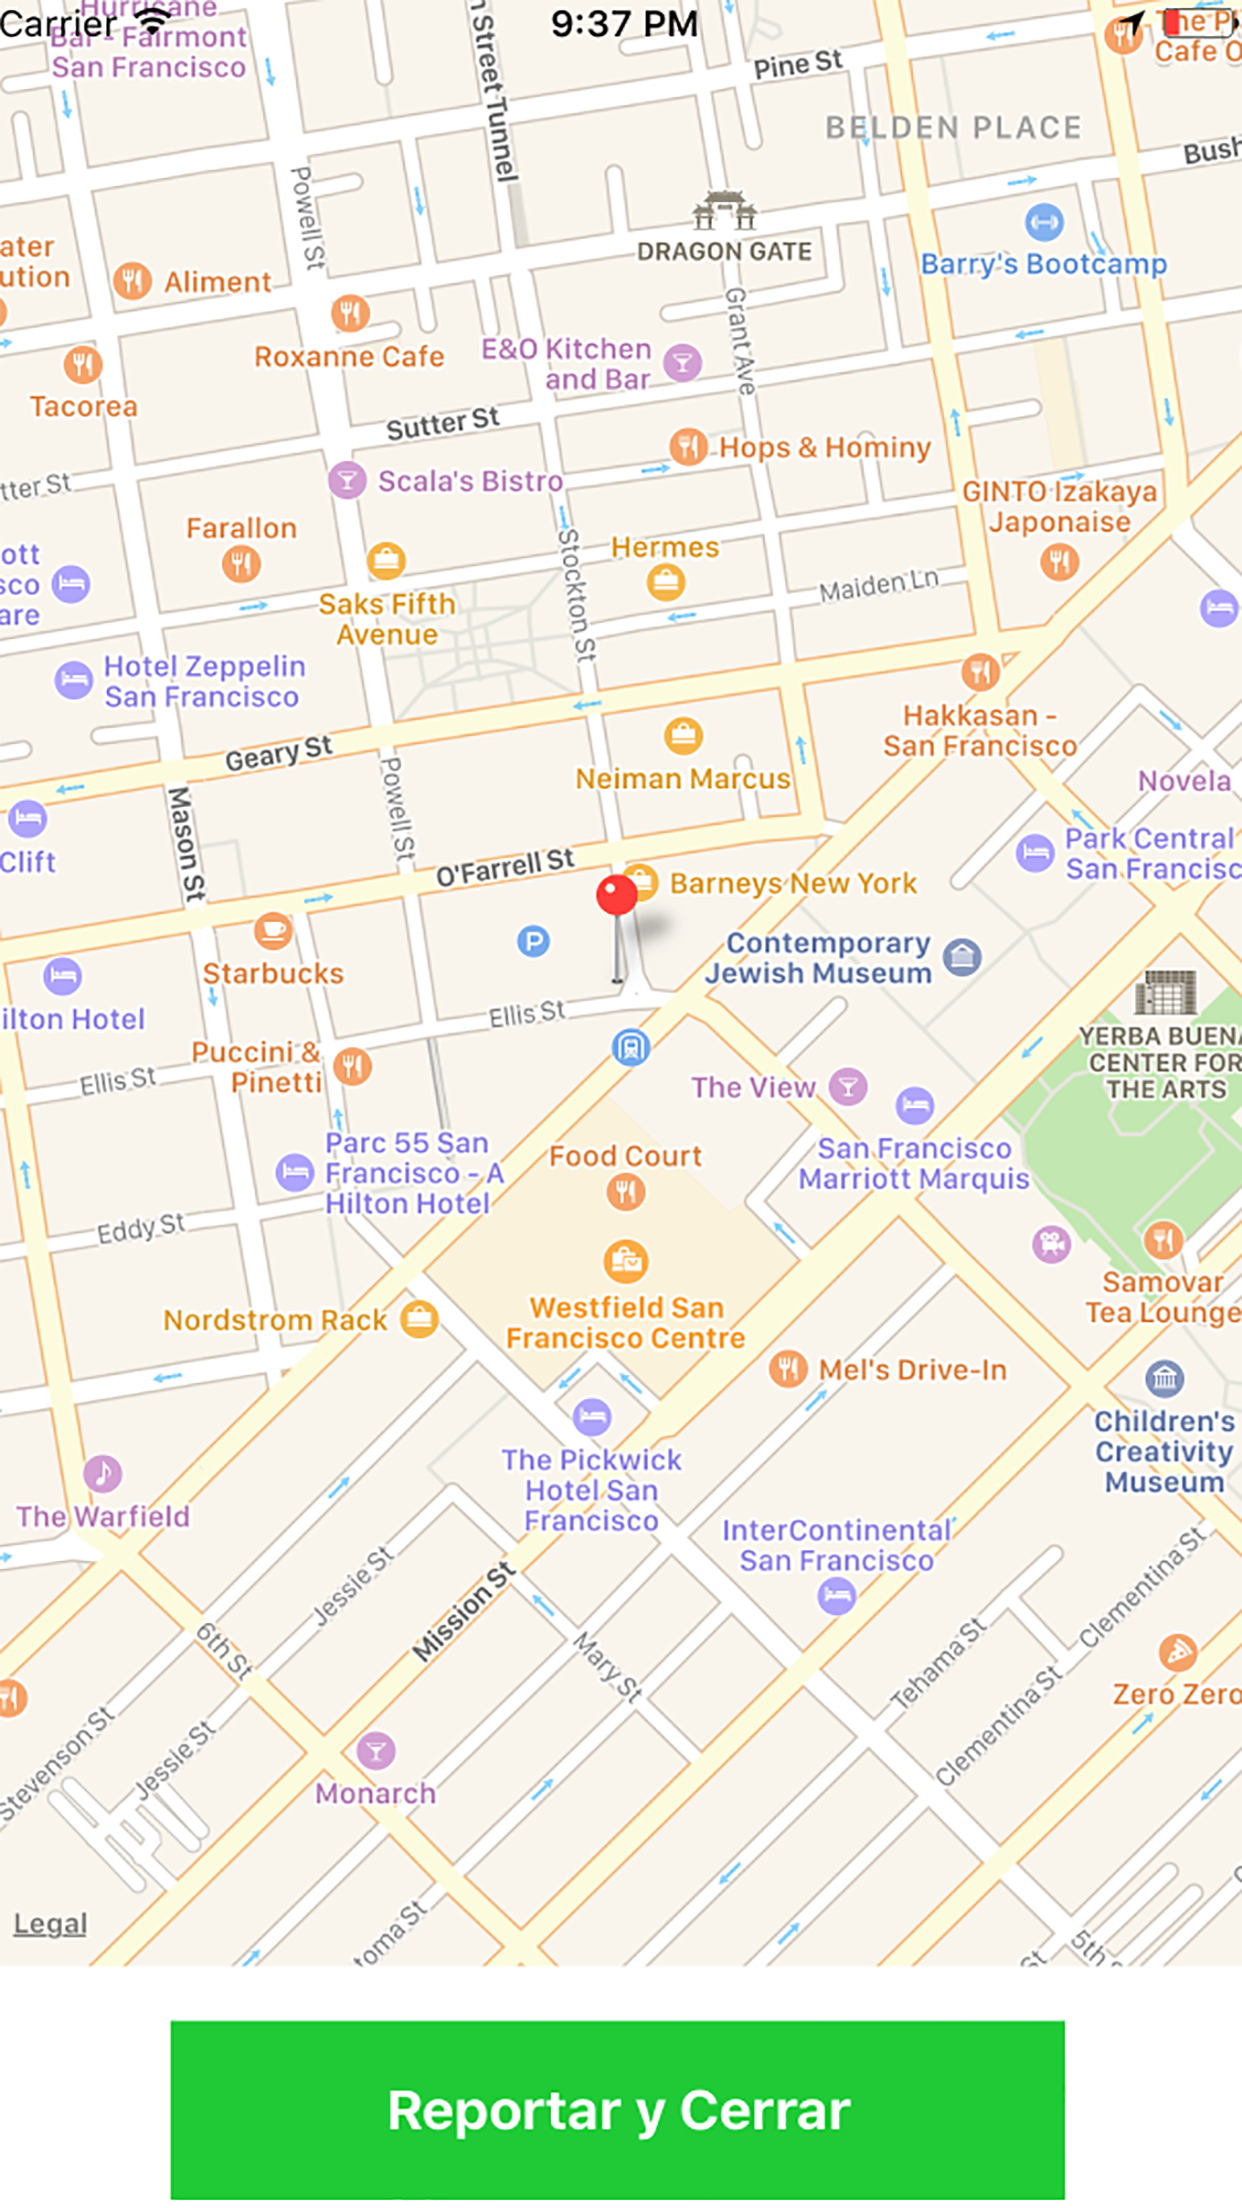 Hurricane
Bar - Fairmont
San Francisco
Carrier
9:37 PM
Cafe
Street Tunnel
Pine St
BELDEN PLACE
Bush
Powell St
DRAGON GATE
Barry's Bootcamp
Aliment
Grant Ave
Roxanne Cafe
E&O Kitchen
and Bar
Tacorea
Sutter St
Hops & Hominy
tter St
Scala's Bistro
GINTO Izakaya
Japonaise
Farallon
Hermes
Stockton St
Maiden Ln
Saks Fifth
Avenue
Hotel Zeppelin
San Francisco
Hakkasan -
San Francisco
Geary St
Neiman Marcus
Novela
Powell St
Mason St
Clift
Park Central
San Francisc
O'Farrell St
Barneys New York
P
Contemporary
Jewish Museum
Starbucks
ilton Hotel
Ellis St
YERBA BUENA
CENTER FOR
THE ARTS
Puccini &
Pinetti
Ellis St
The View
Parc 55 San
Francisco - A
Hilton Hotel
Food Court
San Francisco
Marriott Marquis
Eddy St
Samovar
Tea Lounge
Nordstrom Rack
Westfield San
Francisco Centre
Mel's Drive-In
Children's
Creativity
Museum
The Pickwick
Hotel San
Francisco
The Warfield
InterContinental
San Francisco
Jessie St
Mission St
Clementina St
6th St
Mary St
Tehama St
Clementina St
Zero Zero
Stevenson St
Jessie St
Monarch
Legal
toma St
5th
Reportar y Cerrar